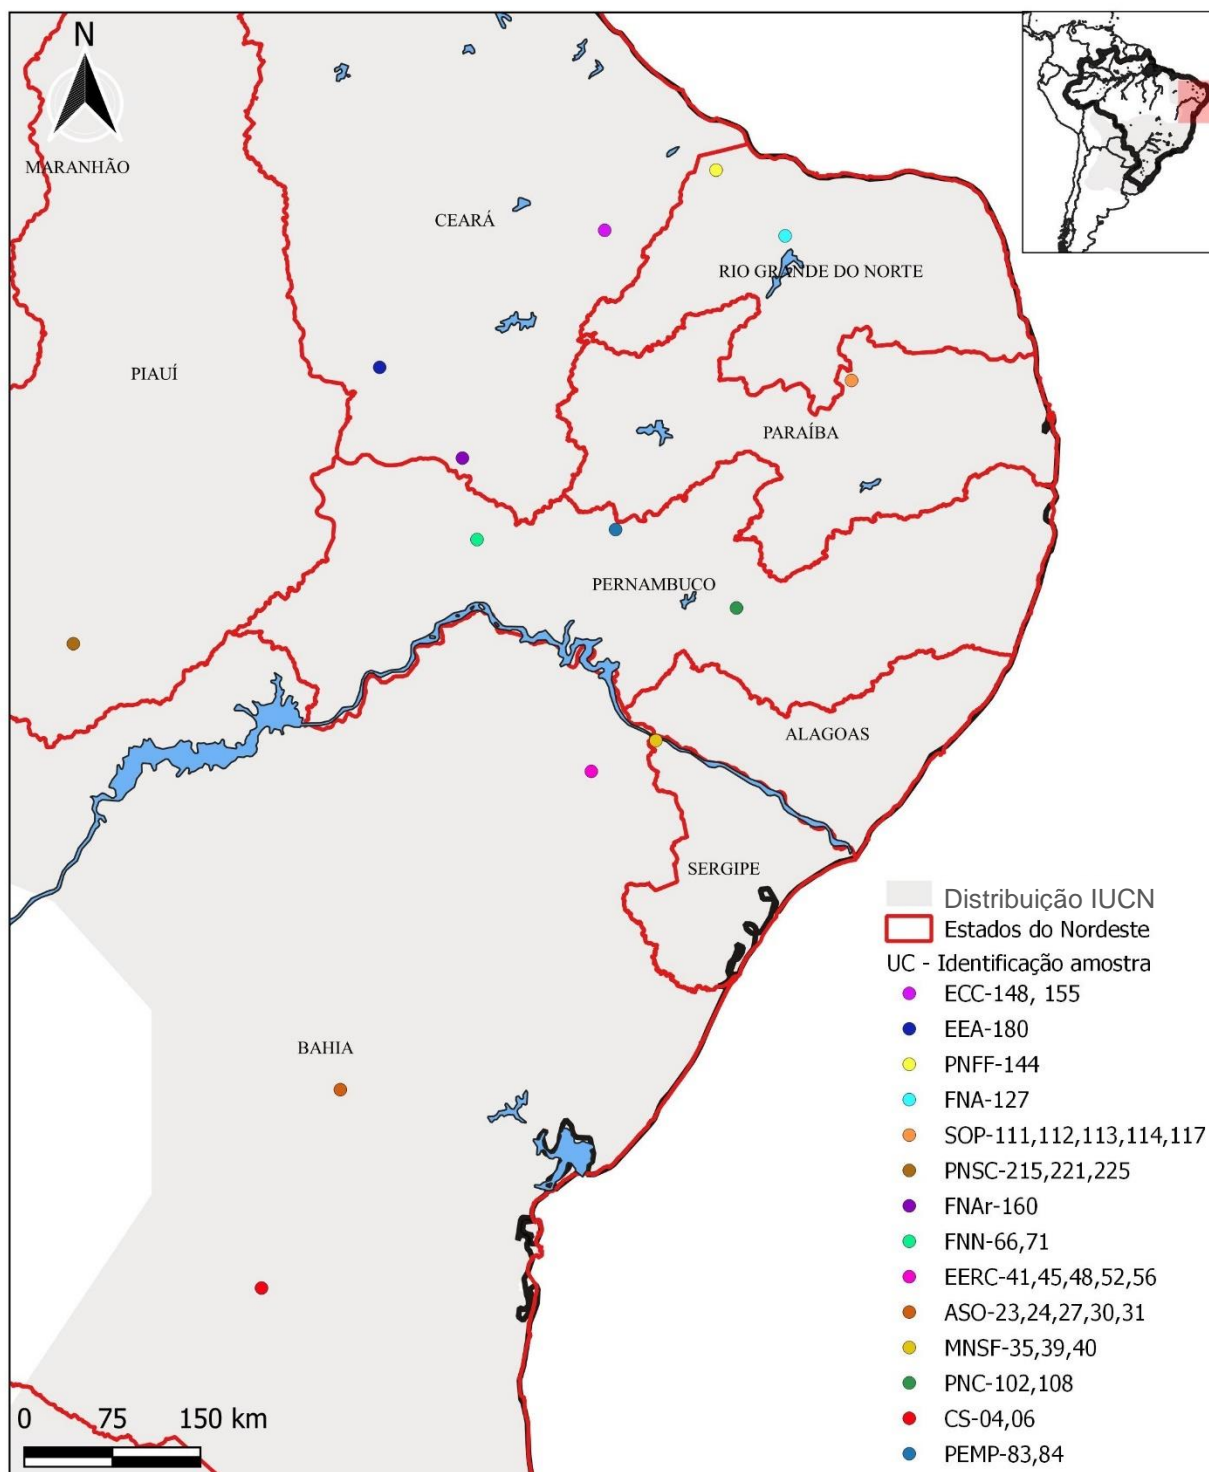 N
MARANHÃO
CEARÁ
RIO GRANDE DO NORTE
PIAUÍ
PARAÍBA
PERNAMBUCO
ALAGOAS
SERGIPE
BAHIA
Distribuição IUCN
Estados do Nordeste
UC - Identificação amostra
ECC-148, 155
EEA-180
PNFF-144
FNA-127
SOP-111,112,113,114,117
PNSC-215,221,225
FNAr-160
FNN-66,71
EERC-41,45,48,52,56
ASO-23,24,27,30,31
MNSF-35,39,40
PNC-102,108
CS-04,06
PEMP-83,84
0 75 150 km